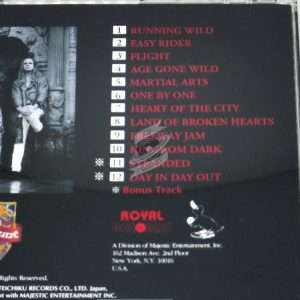 1 RUNNING WILD
2 EASY RIDER
3 FLIGHT
4 AGE GONE WILD
5 MARTIAL ARTS
6 ONE BY ONE
7 HEART OF THE CITY
8 LAND OF BROKEN HEARTS
9 FREEWAY JAM
10 KINGDOM DARK
※ 11 STRANDED
※ 12 DAY IN DAY OUT
※ Bonus Track
ROYAL
RECORDS
A Division of Majestic Entertainment, Inc.
162 Madison Ave. 2nd Floor
New York, N.Y. 10016
U.S.A.
Rights Reserved.
TEICHIKU RECORDS CO., LTD, Japan,
with MAJESTIC ENTERTAINMENT INC.